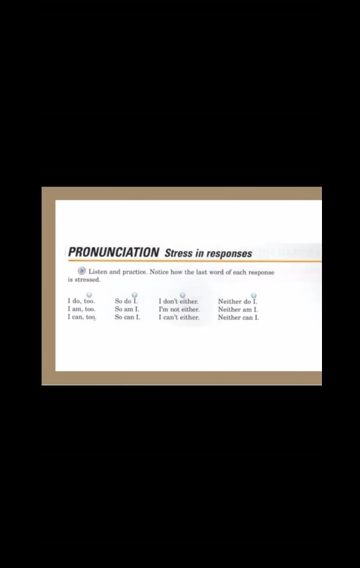 PRONUNCIATION Stress in responses
Listen and practice. Notice how the last word of each response
is stressed.
I do, too. So do I. I don't either. Neither do I.
I am, too. So am I. I'm not either. Neither am I.
I can, too. So can I. I can't either. Neither can I.